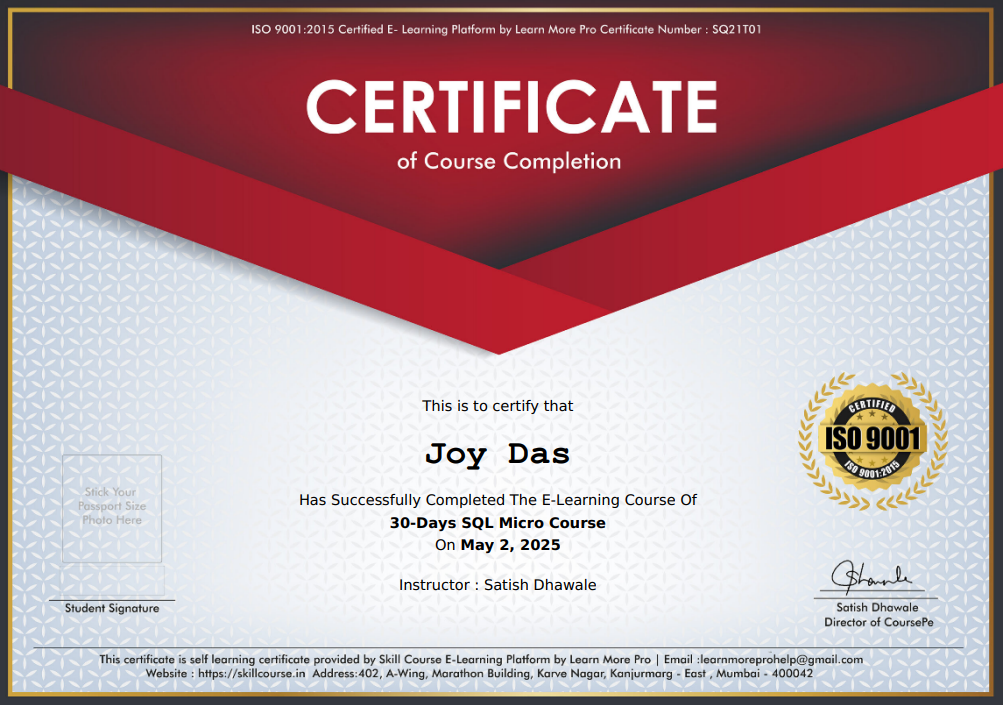 ISO 9001:2015 Certified E- Learning Platform by Learn More Pro Certificate Number : SQ21T01
CERTIFICATE
of Course Completion
This is to certify that
Joy Das
Has Successfully Completed The E-Learning Course Of
30-Days SQL Micro Course
On May 2, 2025
Instructor : Satish Dhawale
CERTIFIED
ISO 9001
ISO 9001:2015
Stick Your
Passport Size
Photo Here
Student Signature
Satish Dhawale
Director of CoursePe
This certificate is self learning certificate provided by Skill Course E-Learning Platform by Learn More Pro | Email :learnmoreprohelp@gmail.com
Website : https://skillcourse.in Address:402, A-Wing, Marathon Building, Karve Nagar, Kanjurmarg - East , Mumbai - 400042